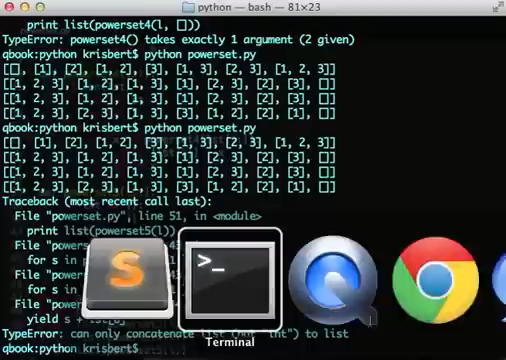 python — bash — 81×23
print list(powerset4(l, []))
TypeError: powerset4() takes exactly 1 argument (2 given)
qbook:python krisbert$ python powerset.py
[[], [1], [2], [1, 2], [3], [1, 3], [2, 3], [1, 2, 3]]
[[1, 2, 3], [1, 2], [1, 3], [1], [2, 3], [2], [3], []]
[[1, 2, 3], [1, 2], [1, 3], [1], [2, 3], [2], [3], []]
[[1, 2, 3], [2, 3], [1, 3], [3], [1, 2], [2], [1], []]
qbook:python krisbert$ python powerset.py
[[], [1], [2], [1, 2], [3], [1, 3], [2, 3], [1, 2, 3]]
[[1, 2, 3], [1, 2], [1, 3], [1], [2, 3], [2], [3], []]
[[1, 2, 3], [1, 2], [1, 3], [1], [2, 3], [2], [3], []]
[[1, 2, 3], [2, 3], [1, 3], [3], [1, 2], [2], [1], []]
Traceback (most recent call last):
File "powerset.py", line 51, in <module>
print list(powerset5(l))
File "powerse
for s in p
File "powers
for s in p
File "powers
yield s + lst[0]
TypeError: can only concatenate list (not "int") to list
qbook:python krisbert$
S
>_
Terminal